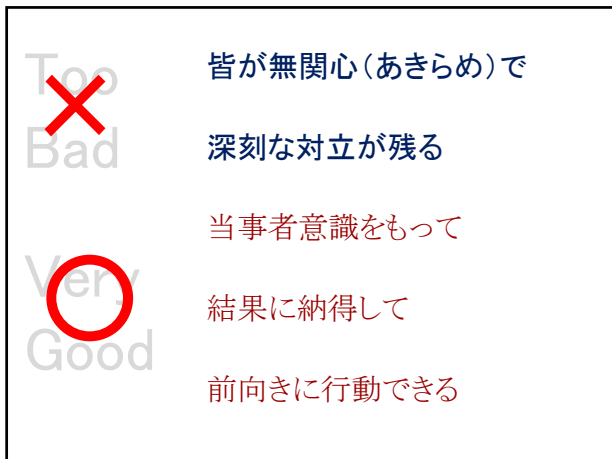 Too
Bad
皆が無関心（あきらめ）で
深刻な対立が残る
Very
Good
当事者意識をもって
結果に納得して
前向きに行動できる